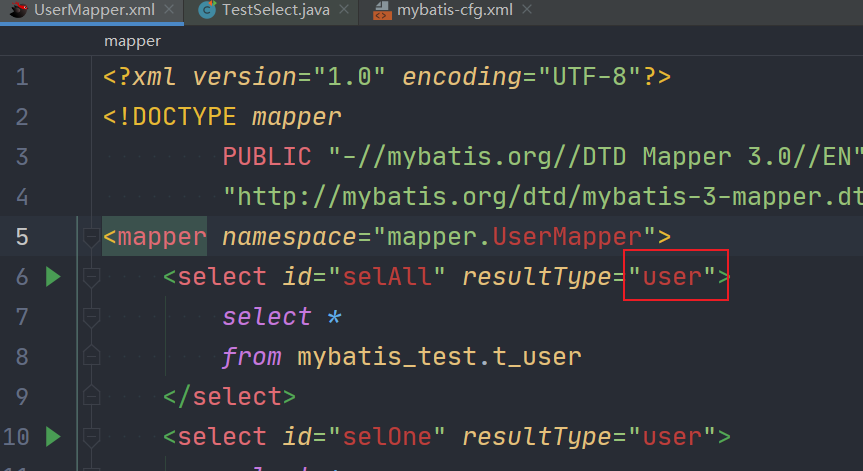 UserMapper.xml TestSelect.java mybatis-cfg.xml
mapper
1 <?xml version="1.0" encoding="UTF-8"?>
2 <!DOCTYPE mapper
3 PUBLIC "-//mybatis.org//DTD Mapper 3.0//EN"
4 "http://mybatis.org/dtd/mybatis-3-mapper.dt
5 <mapper namespace="mapper.UserMapper">
6 <select id="selAll" resultType="user">
7 select *
8 from mybatis_test.t_user
9 </select>
10 <select id="selOne" resultType="user">